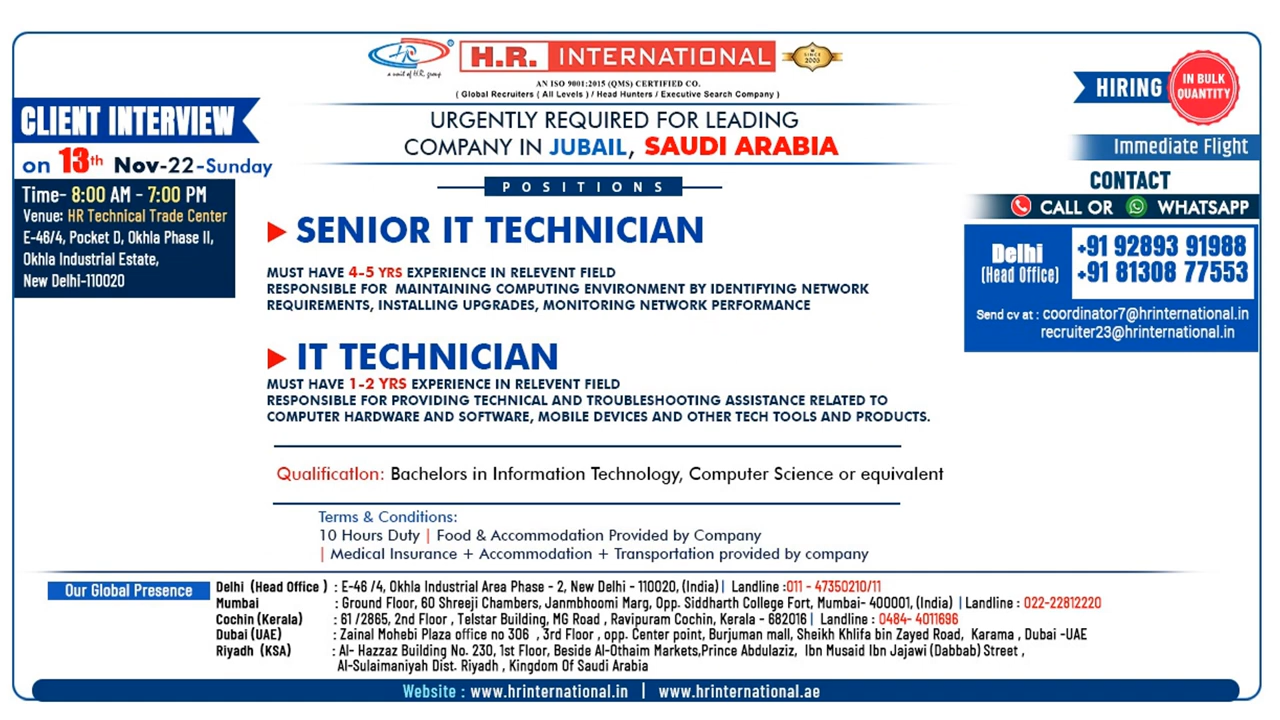 HR
a unit of H.R. group
H.R. INTERNATIONAL
SINCE
2000
AN ISO 9001:2015 (QMS) CERTIFIED CO.
( Global Recruiters ( All Levels ) / Head Hunters / Executive Search Company )
CLIENT INTERVIEW
on 13th Nov-22-Sunday
Time- 8:00 AM - 7:00 PM
Venue: HR Technical Trade Center
E-46/4, Pocket D, Okhla Phase II,
Okhla Industrial Estate,
New Delhi-110020
URGENTLY REQUIRED FOR LEADING
COMPANY IN JUBAIL, SAUDI ARABIA
POSITIONS
SENIOR IT TECHNICIAN
MUST HAVE 4-5 YRS EXPERIENCE IN RELEVENT FIELD
RESPONSIBLE FOR MAINTAINING COMPUTING ENVIRONMENT BY IDENTIFYING NETWORK
REQUIREMENTS, INSTALLING UPGRADES, MONITORING NETWORK PERFORMANCE
IT TECHNICIAN
MUST HAVE 1-2 YRS EXPERIENCE IN RELEVENT FIELD
RESPONSIBLE FOR PROVIDING TECHNICAL AND TROUBLESHOOTING ASSISTANCE RELATED TO
COMPUTER HARDWARE AND SOFTWARE, MOBILE DEVICES AND OTHER TECH TOOLS AND PRODUCTS.
Qualification: Bachelors in Information Technology, Computer Science or equivalent
Terms & Conditions:
10 Hours Duty | Food & Accommodation Provided by Company
| Medical Insurance + Accommodation + Transportation provided by company
HIRING
IN BULK
QUANTITY
Immediate Flight
CONTACT
CALL OR WHATSAPP
Delhi
(Head Office)
+91 92893 91988
+91 81308 77553
Send cv at : coordinator7@hrinternational.in
recruiter23@hrinternational.in
Our Global Presence
Delhi (Head Office ) : E-46 /4, Okhla Industrial Area Phase - 2, New Delhi - 110020, (India) | Landline :011 - 47350210/11
Mumbai : Ground Floor, 60 Shreeji Chambers, Janmbhoomi Marg, Opp. Siddharth College Fort, Mumbai- 400001, (India) | Landline : 022-22812220
Cochin (Kerala) : 61 /2865, 2nd Floor , Telstar Building, MG Road , Ravipuram Cochin, Kerala - 682016 | Landline : 0484- 4011696
Dubai (UAE) : Zainal Mohebi Plaza office no 306 , 3rd Floor , opp. Center point, Burjuman mall, Sheikh Khlifa bin Zayed Road, Karama , Dubai -UAE
Riyadh (KSA) : Al- Hazzaz Building No. 230, 1st Floor, Beside Al-Othaim Markets,Prince Abdulaziz, Ibn Musaid Ibn Jajawi (Dabbab) Street ,
Al-Sulaimaniyah Dist. Riyadh , Kingdom Of Saudi Arabia
Website : www.hrinternational.in | www.hrinternational.ae